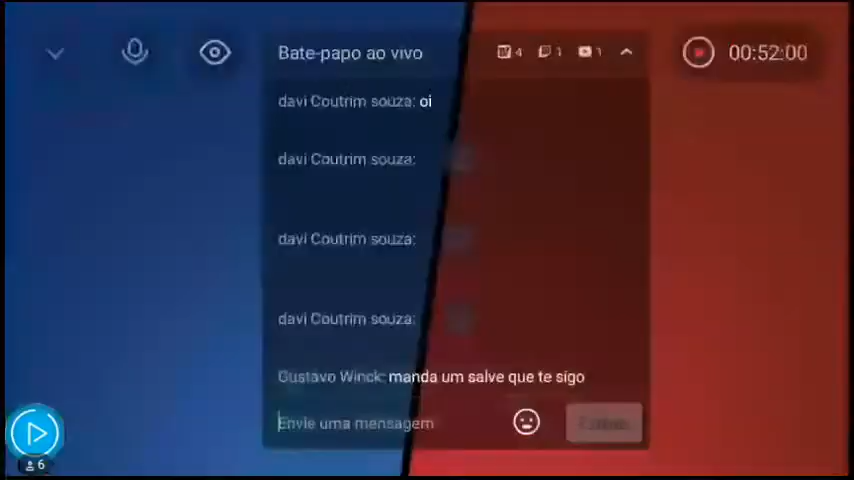 Bate-papo ao vivo 4 1 1 00:52:00
davi Coutrim souza: oi
davi Coutrim souza:
davi Coutrim souza:
davi Coutrim souza:
Gustavo Winck: manda um salve que te sigo
Envie uma mensagem
6